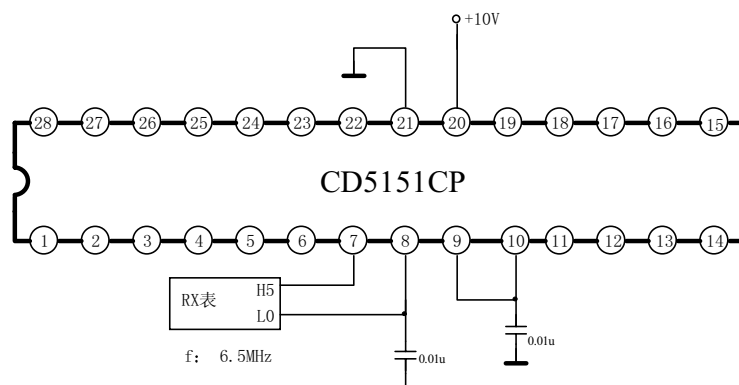 +10V
28 27 26 25 24 23 22 21 20 19 18 17 16 15
CD5151CP
1 2 3 4 5 6 7 8 9 10 11 12 13 14
RX表
H5
LO
0.01u
0.01u
f: 6.5MHz